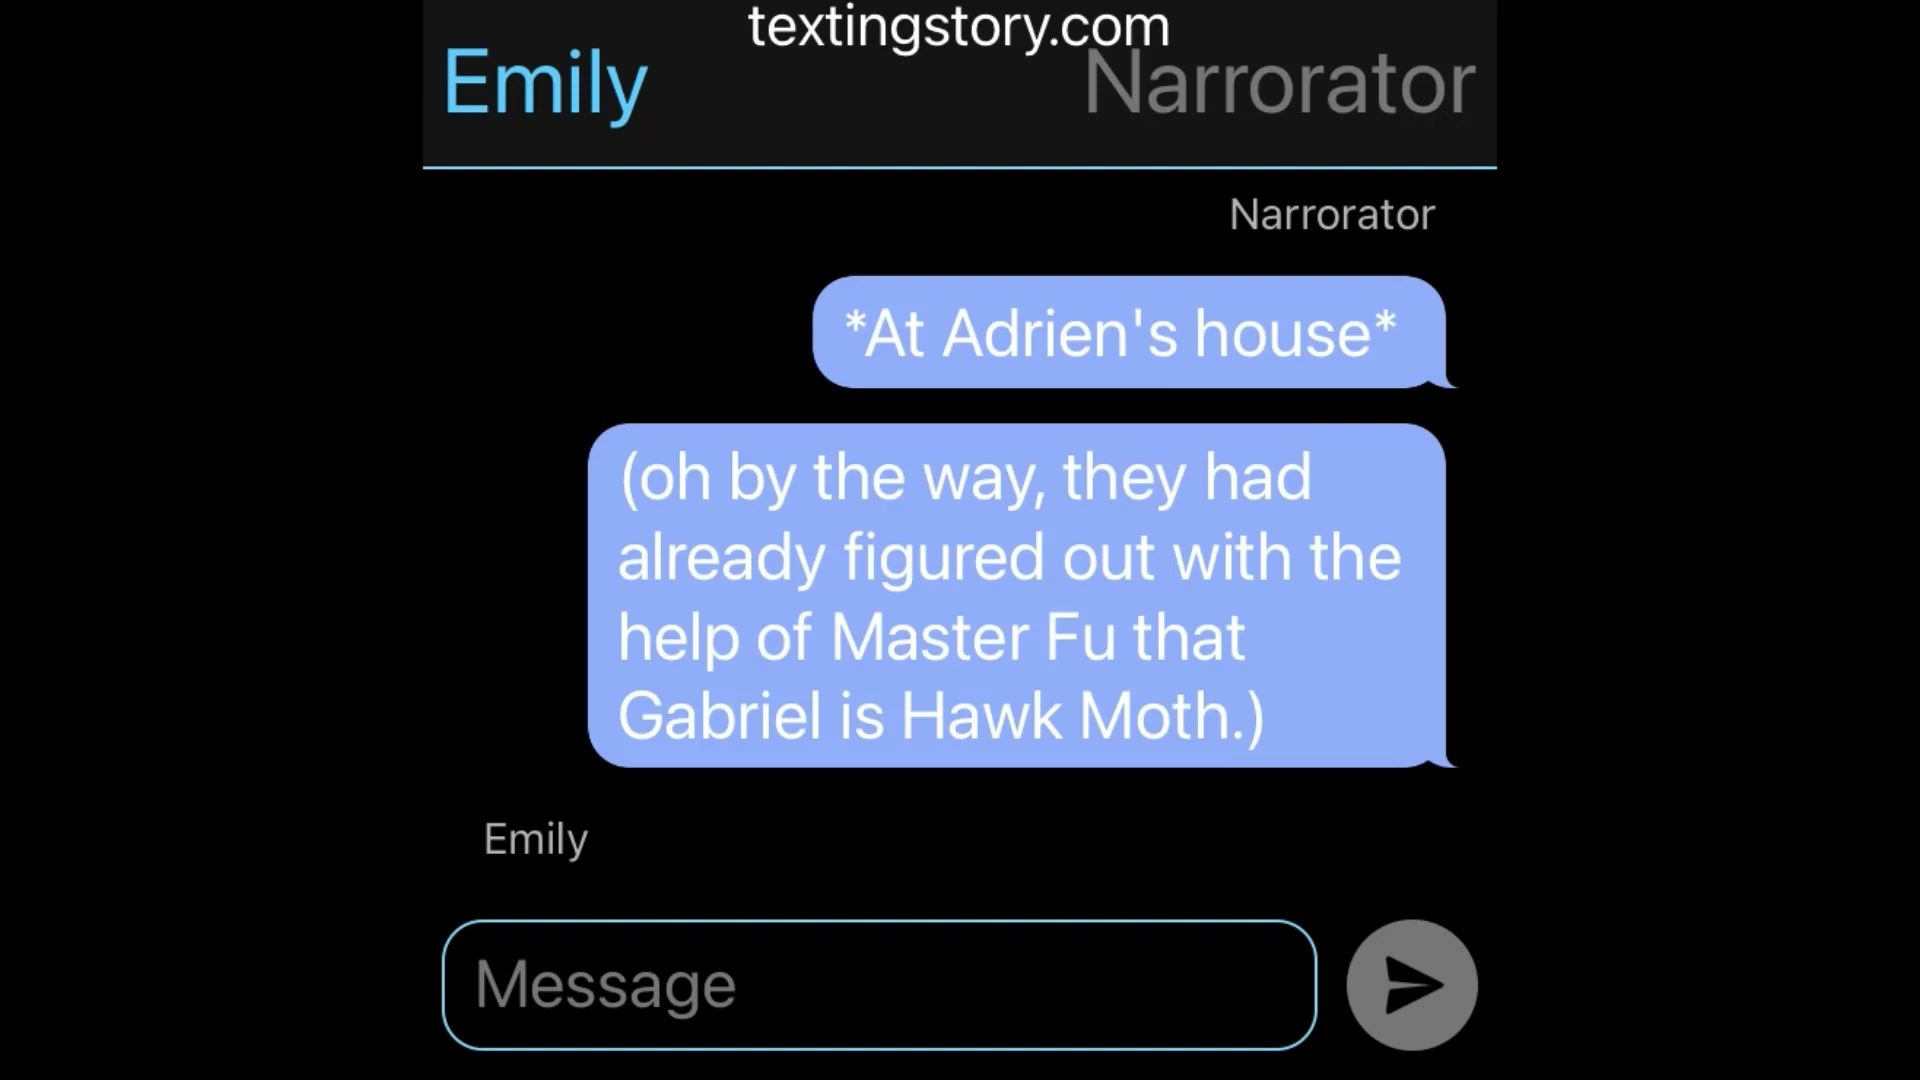 textingstory.com
Emily
Narrorator
Narrorator
*At Adrien's house*
(oh by the way, they had
already figured out with the
help of Master Fu that
Gabriel is Hawk Moth.)
Emily
Message